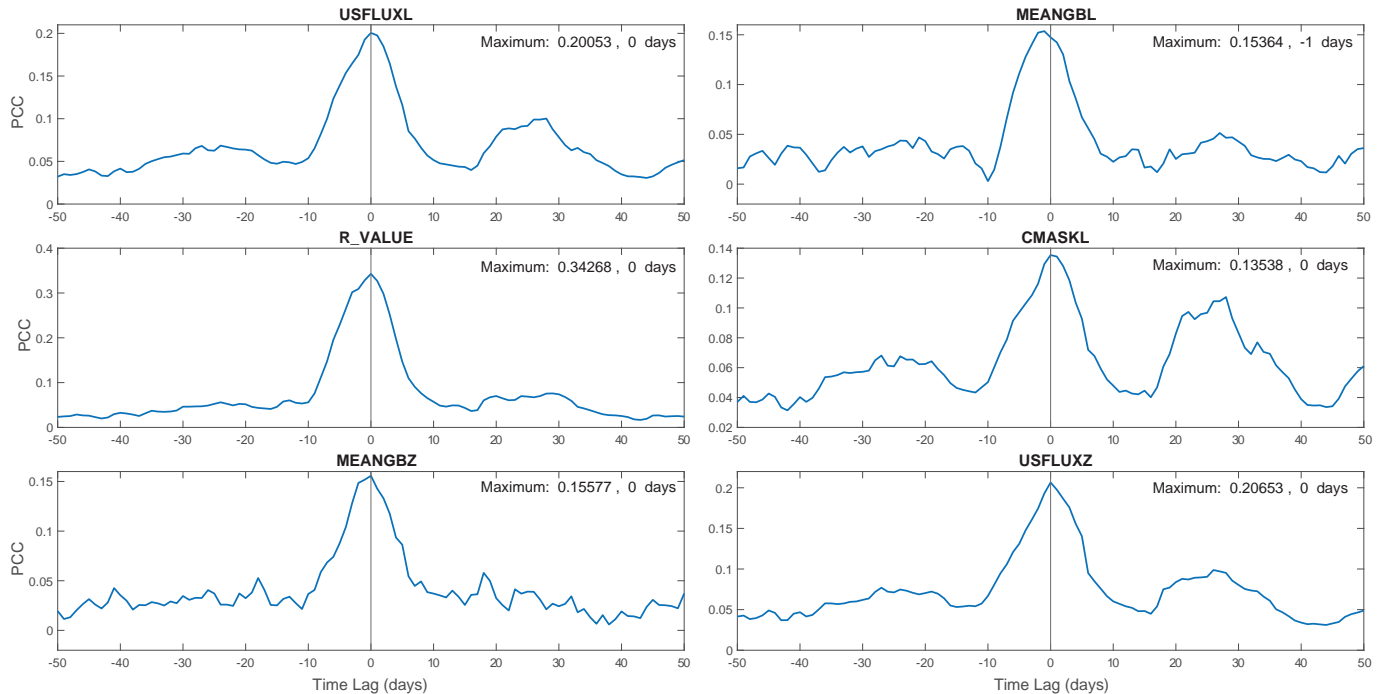 USFLUXL
Maximum: 0.20053 , 0 days
PCC
0.2
0.15
0.1
0.05
0
-50 -40 -30 -20 -10 0 10 20 30 40 50
MEANGBL
Maximum: 0.15364 , -1 days
0.15
0.1
0.05
0
-50 -40 -30 -20 -10 0 10 20 30 40 50
R_VALUE
Maximum: 0.34268 , 0 days
PCC
0.4
0.3
0.2
0.1
0
-50 -40 -30 -20 -10 0 10 20 30 40 50
CMASKL
Maximum: 0.13538 , 0 days
0.14
0.12
0.1
0.08
0.06
0.04
0.02
-50 -40 -30 -20 -10 0 10 20 30 40 50
MEANGBZ
Maximum: 0.15577 , 0 days
PCC
0.15
0.1
0.05
0
-50 -40 -30 -20 -10 0 10 20 30 40 50
Time Lag (days)
USFLUXZ
Maximum: 0.20653 , 0 days
0.2
0.15
0.1
0.05
0
-50 -40 -30 -20 -10 0 10 20 30 40 50
Time Lag (days)